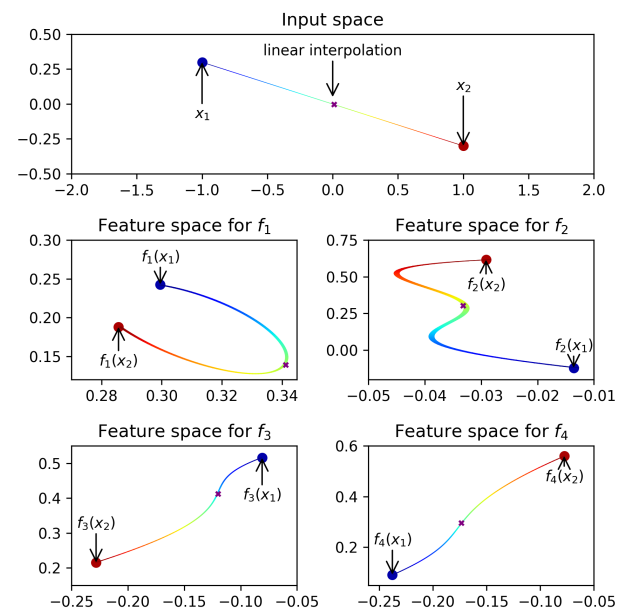 Input space
0.50
0.25
0.00
−0.25
−0.50
linear interpolation
x₁
x₂
−2.0 −1.5 −1.0 −0.5 0.0 0.5 1.0 1.5 2.0
Feature space for f₁
0.30
0.25
0.20
0.15
f₁(x₁)
f₁(x₂)
0.28 0.30 0.32 0.34
Feature space for f₂
0.75
0.50
0.25
0.00
f₂(x₂)
f₂(x₁)
−0.05 −0.04 −0.03 −0.02 −0.01
Feature space for f₃
0.5
0.4
0.3
0.2
f₃(x₁)
f₃(x₂)
−0.25 −0.20 −0.15 −0.10 −0.05
Feature space for f₄
0.6
0.4
0.2
f₄(x₂)
f₄(x₁)
−0.25 −0.20 −0.15 −0.10 −0.05